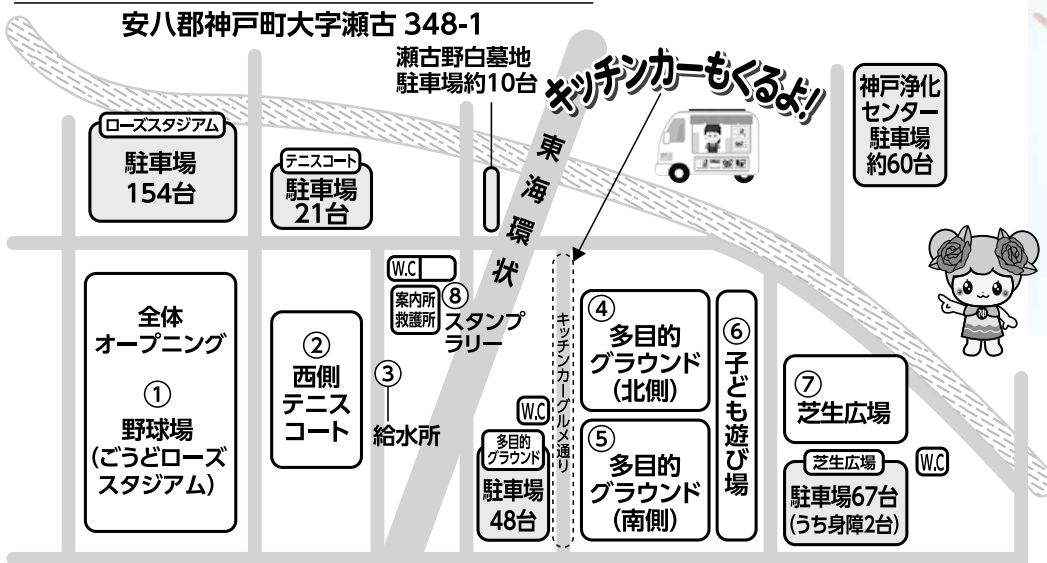 安八郡神戸町大字瀬古 348-1
瀬古野白墓地
駐車場約10台
キッチンカーもくるよ!
神戸浄化
センター
駐車場
約60台
ローズスタジアム
駐車場
154台
テニスコート
駐車場
21台
東海環状
全体
オープニング
①
野球場
(ごうどローズ
スタジアム)
②
西側
テニス
コート
③
給水所
W.C
案内所
救護所
⑧
スタンプ
ラリー
W.C
多目的
グラウンド
駐車場
48台
キッチンカーグルメ通り
④
多目的
グラウンド
(北側)
⑤
多目的
グラウンド
(南側)
⑥子ども遊び場
⑦
芝生広場
芝生広場
駐車場67台
(うち身障2台)
W.C
神